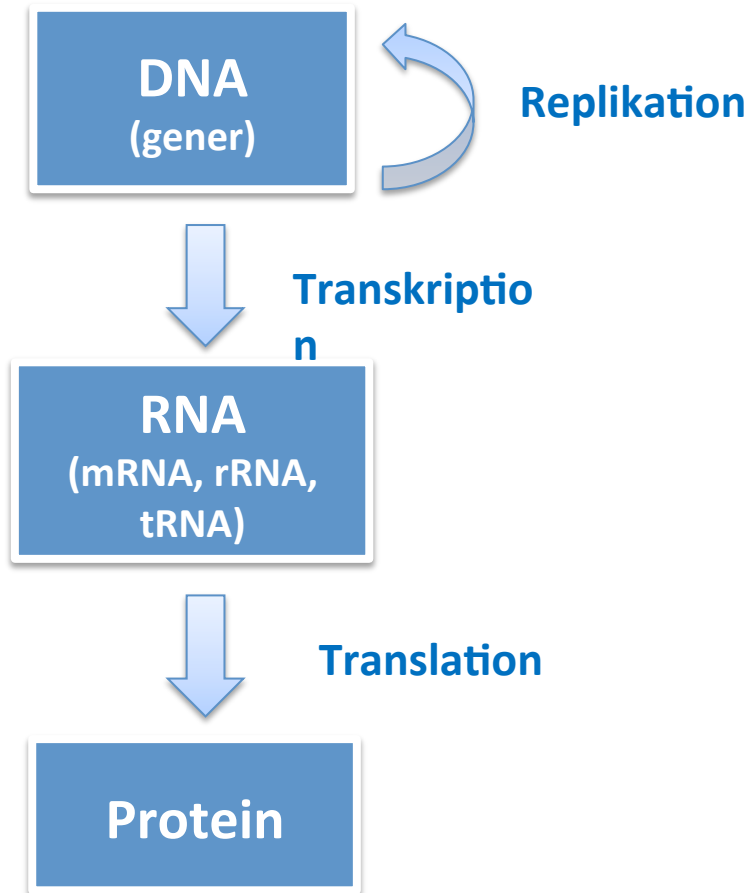 DNA
(gener)
Replikation
Transkriptio
n
RNA
(mRNA, rRNA,
tRNA)
Translation
Protein